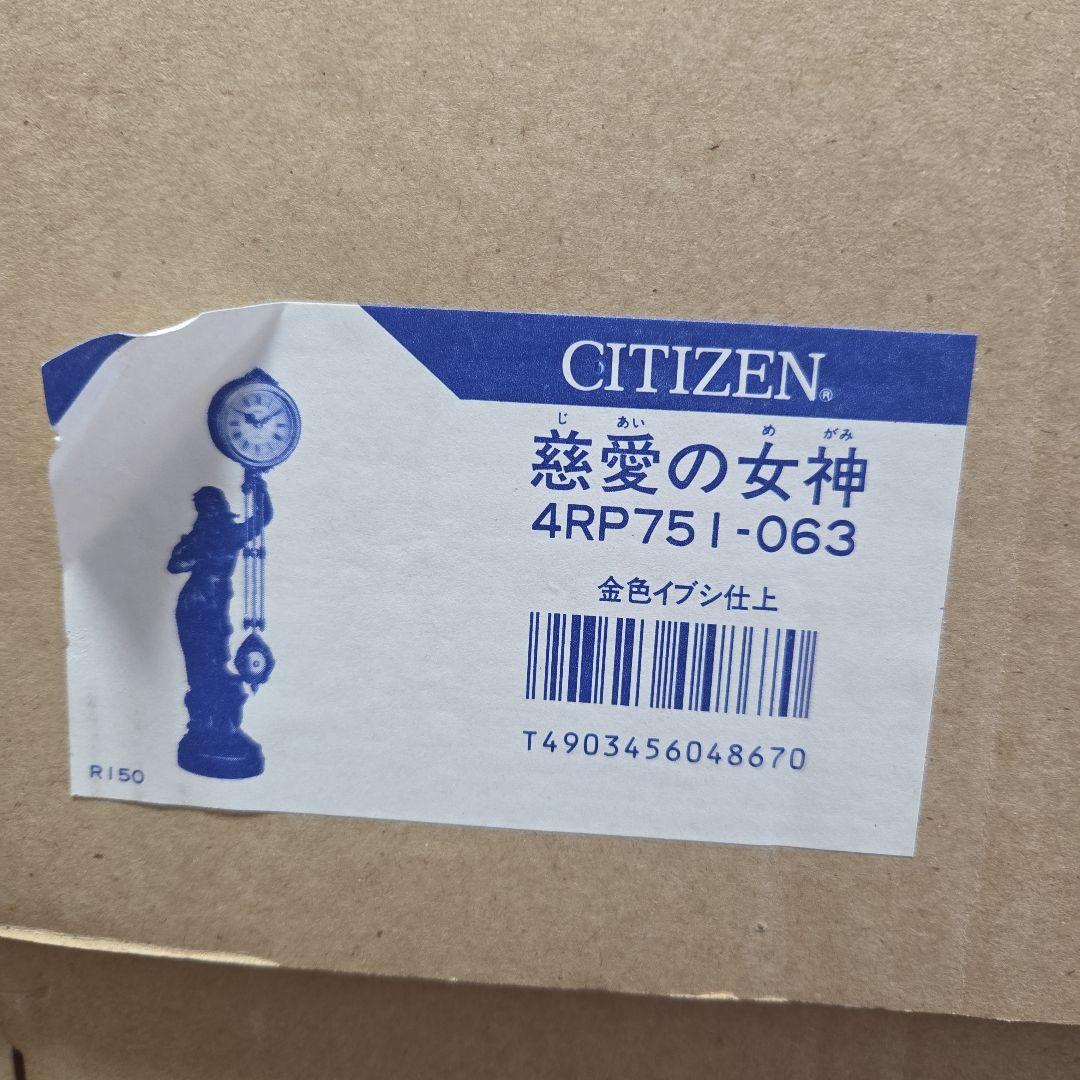 CITIZEN®
じ あい め がみ
慈愛の女神
4RP751-063
金色イブシ仕上
T4903456048670
R150